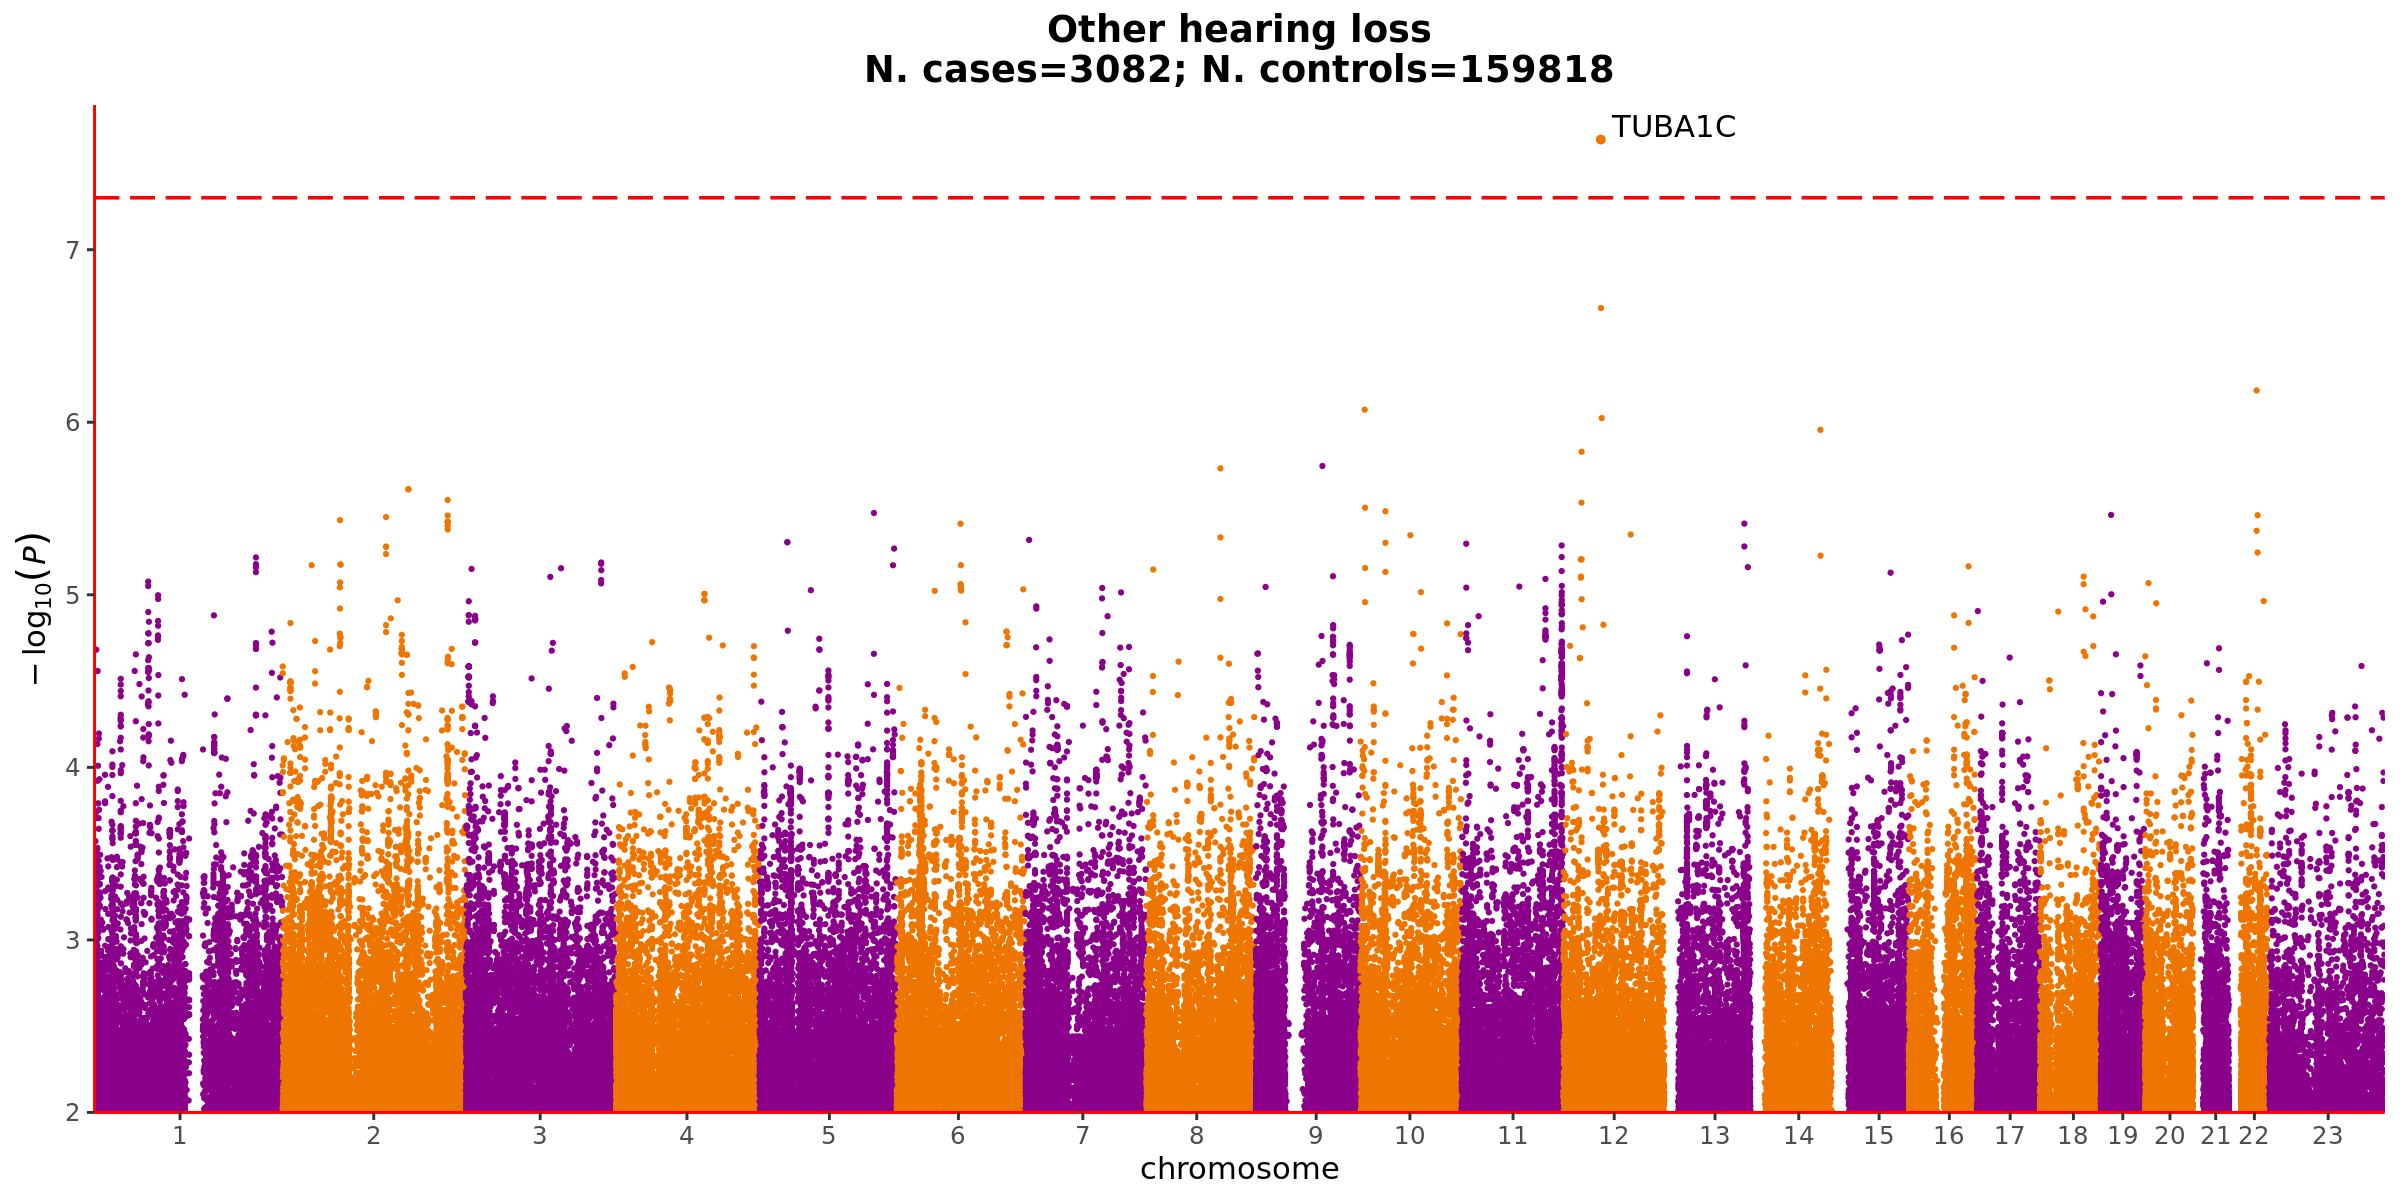 Other hearing loss
N. cases=3082; N. controls=159818
TUBA1C
7
6
5
4
3
2
−log10(P)
1 2 3 4 5 6 7 8 9 10 11 12 13 14 15 16 17 18 19 20 21 22 23
chromosome